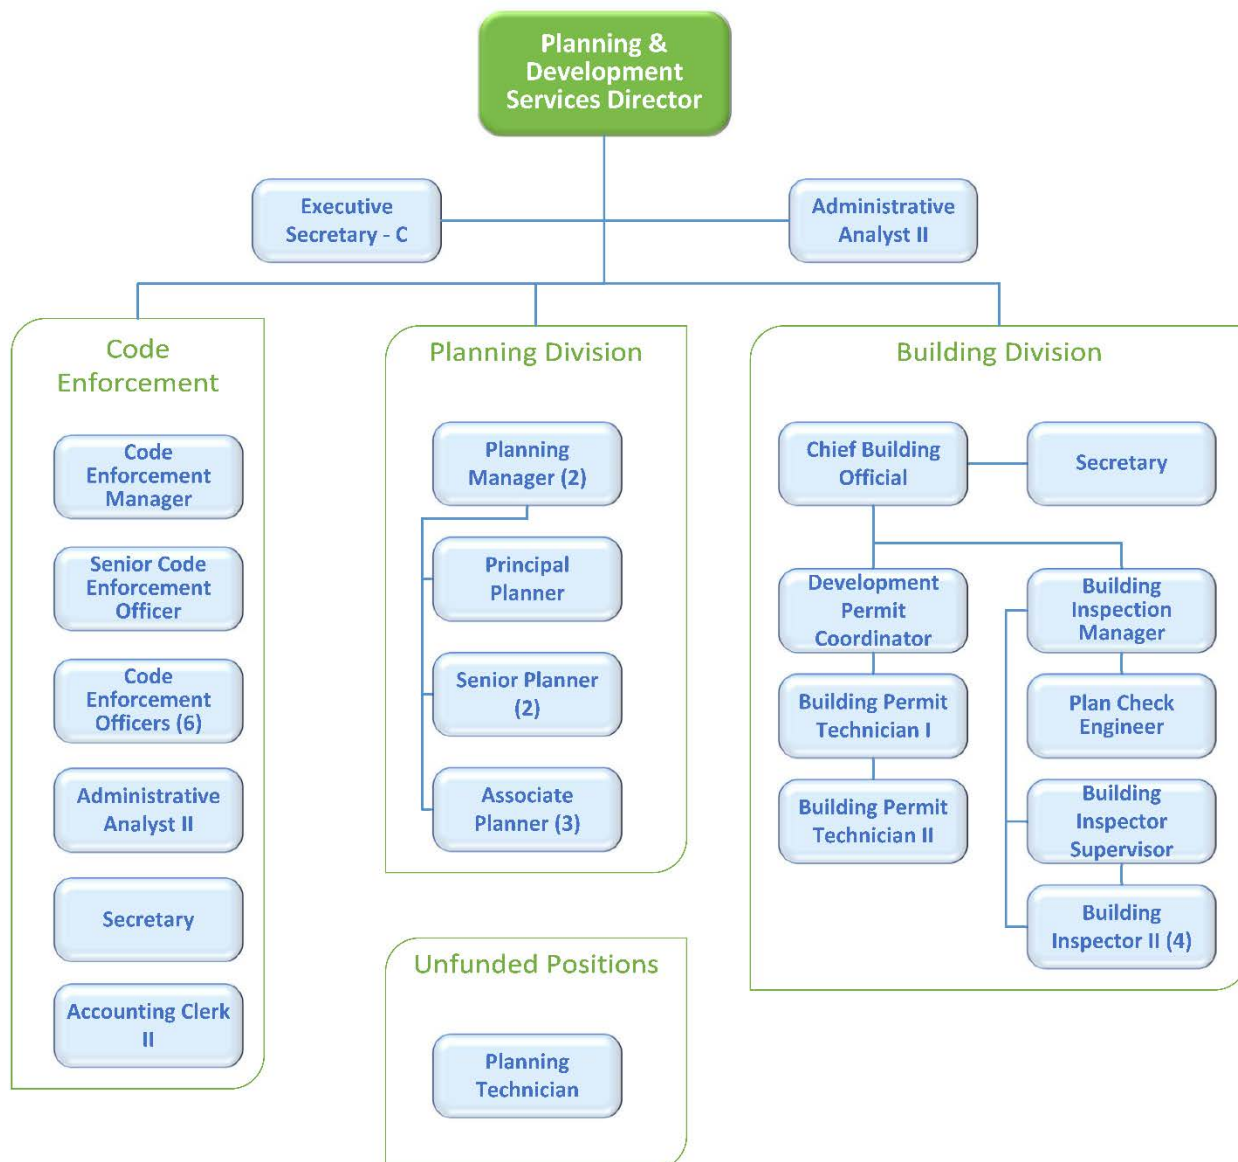 Planning &
Development
Services Director
Executive
Secretary - C
Administrative
Analyst II
Code
Enforcement
Code
Enforcement
Manager
Senior Code
Enforcement
Officer
Code
Enforcement
Officers (6)
Administrative
Analyst II
Secretary
Accounting Clerk
II
Planning Division
Planning
Manager (2)
Principal
Planner
Senior Planner
(2)
Associate
Planner (3)
Unfunded Positions
Planning
Technician
Building Division
Chief Building
Official
Secretary
Development
Permit
Coordinator
Building Permit
Technician I
Building Permit
Technician II
Building
Inspection
Manager
Plan Check
Engineer
Building
Inspector
Supervisor
Building
Inspector II (4)